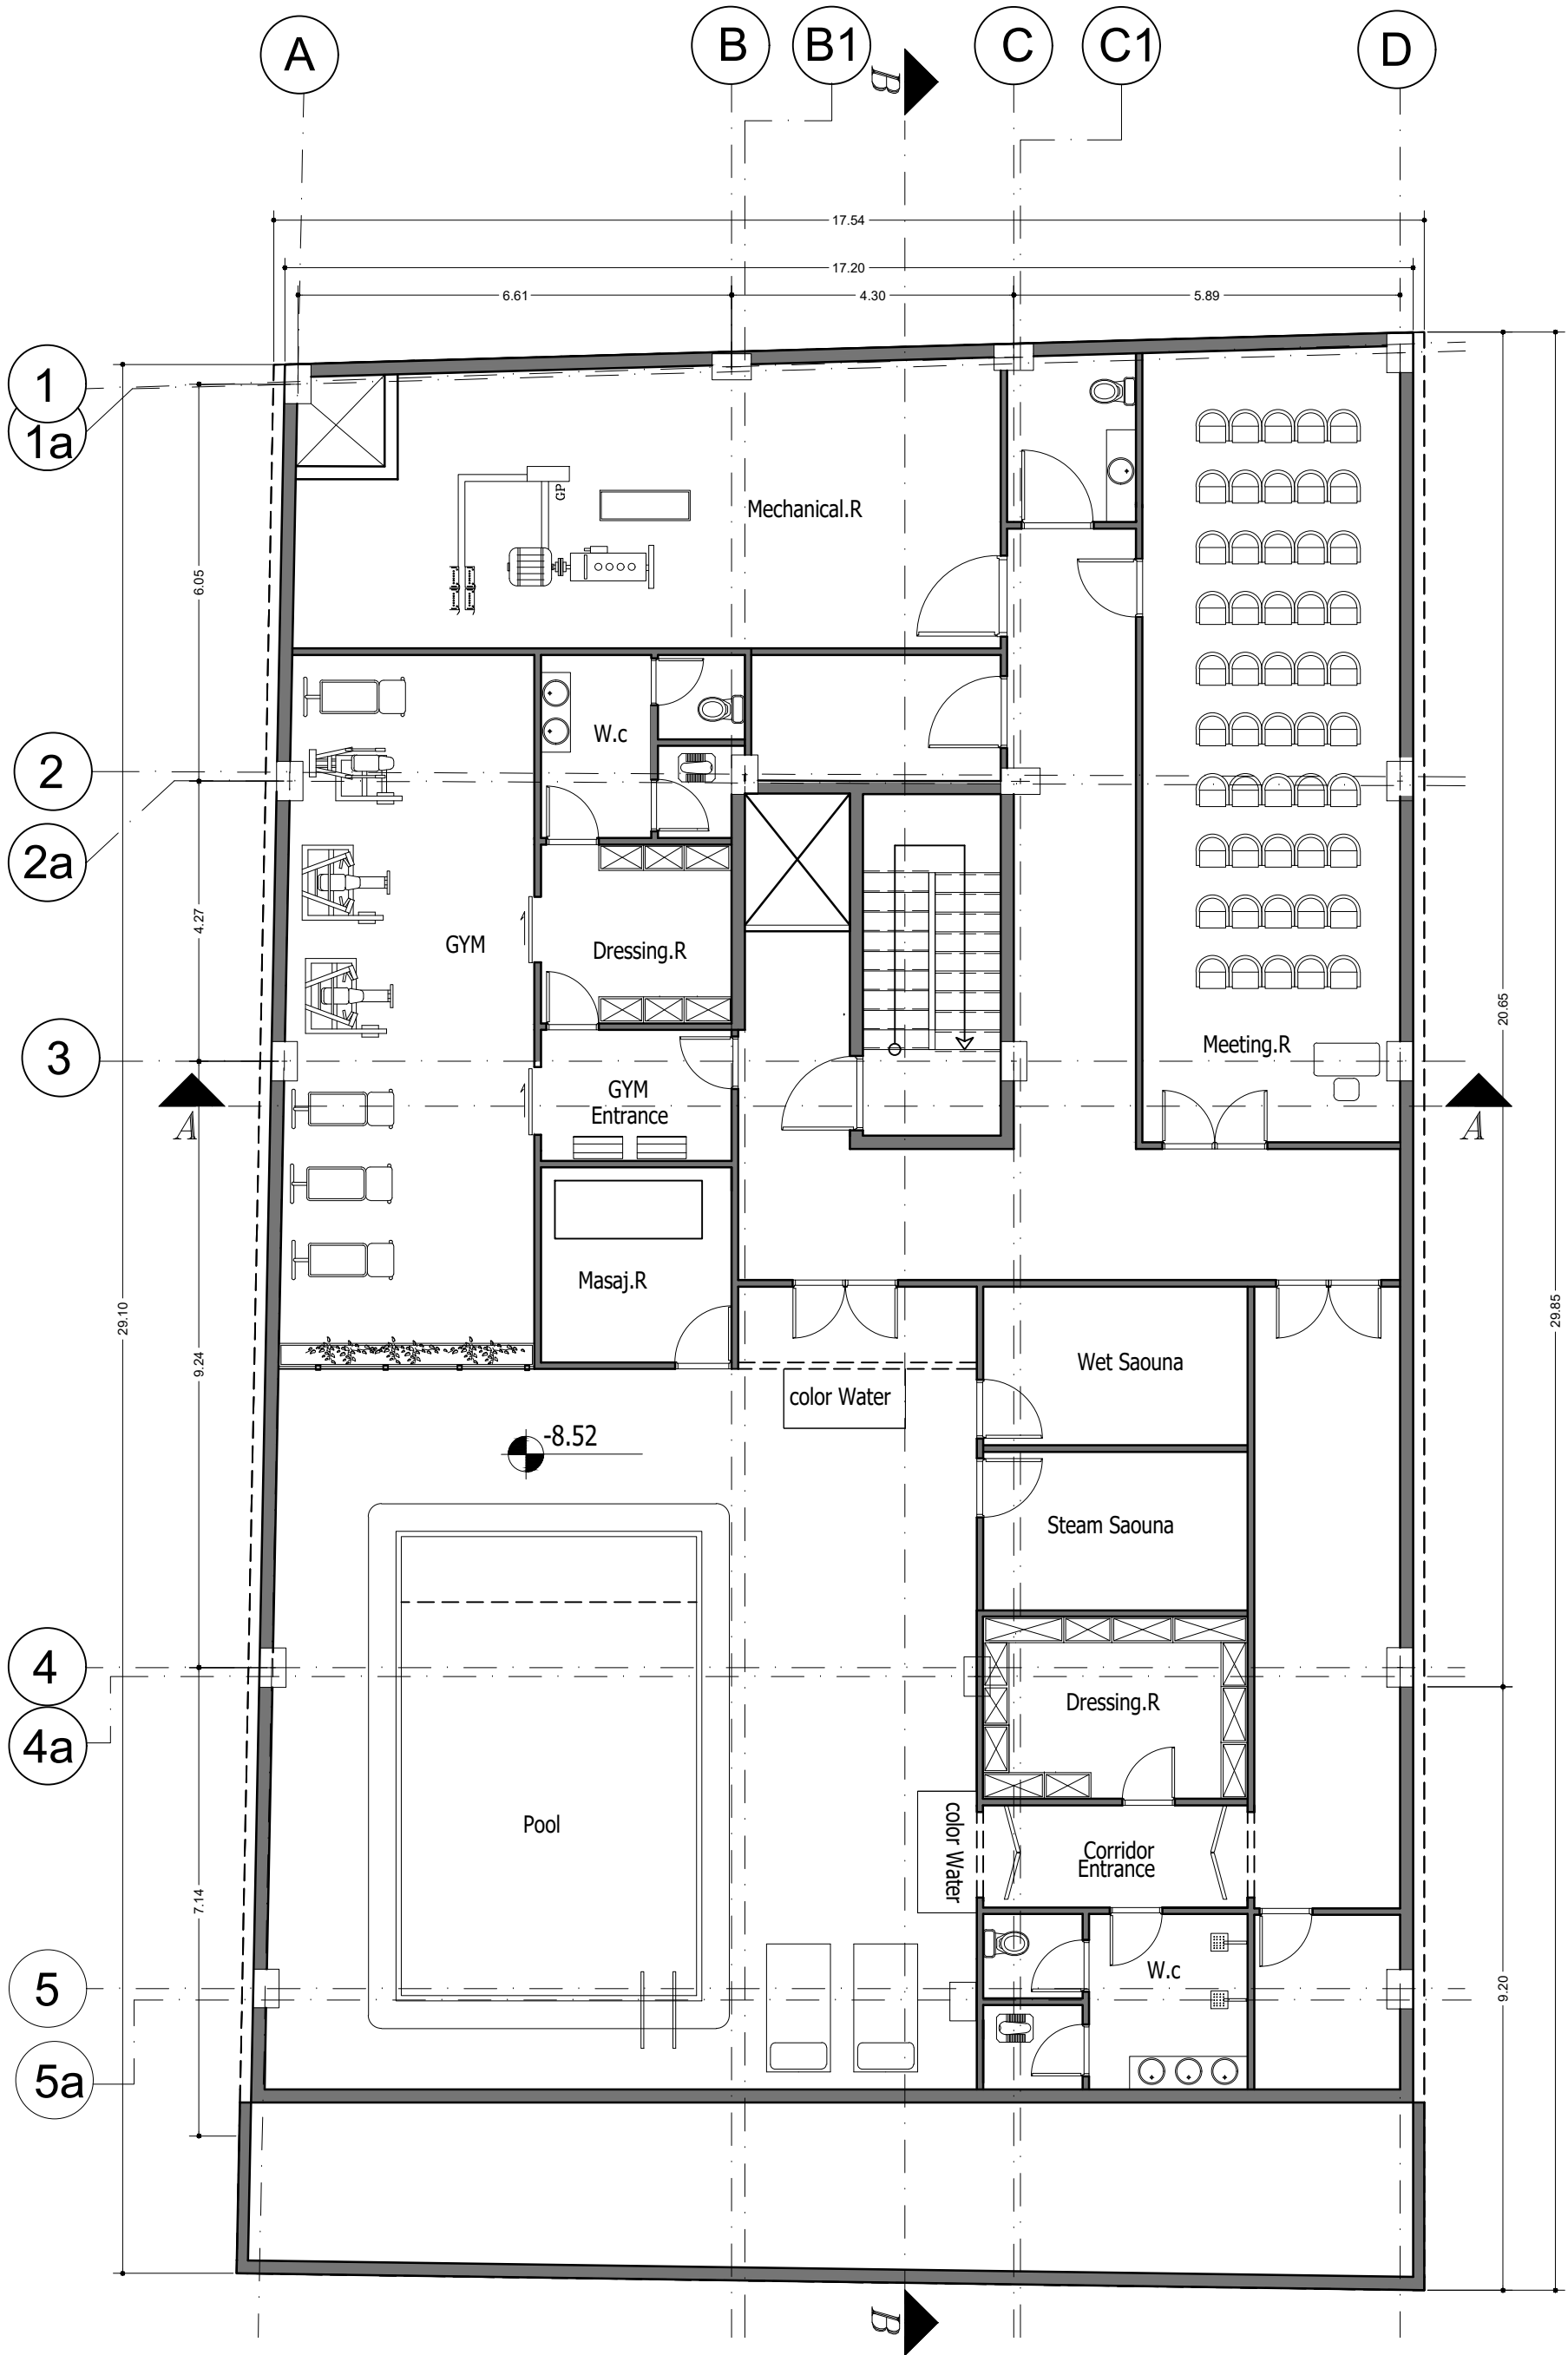 A
B
B1
C
C1
D
B
17.54
17.20
6.61
4.30
5.89
1
1a
GP
Mechanical.R
6.05
W.c
2
2a
4.27
GYM
Dressing.R
20.65
3
Meeting.R
GYM
Entrance
A
A
Masaj.R
29.10
29.85
9.24
Wet Saouna
color Water
-8.52
Steam Saouna
4
4a
Dressing.R
Pool
color Water
Corridor
Entrance
7.14
W.c
5
5a
9.20
B